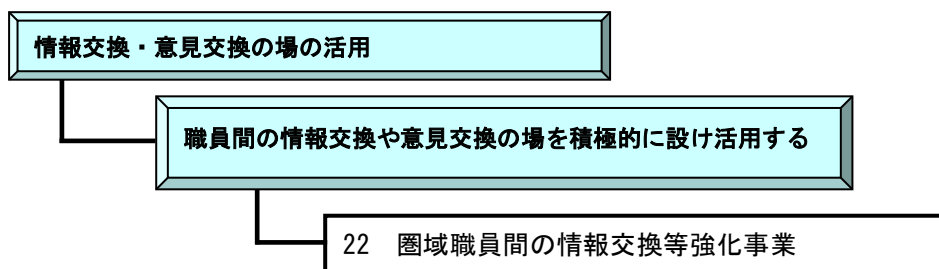 情報交換・意見交換の場の活用
職員間の情報交換や意見交換の場を積極的に設け活用する
22　圏域職員間の情報交換等強化事業